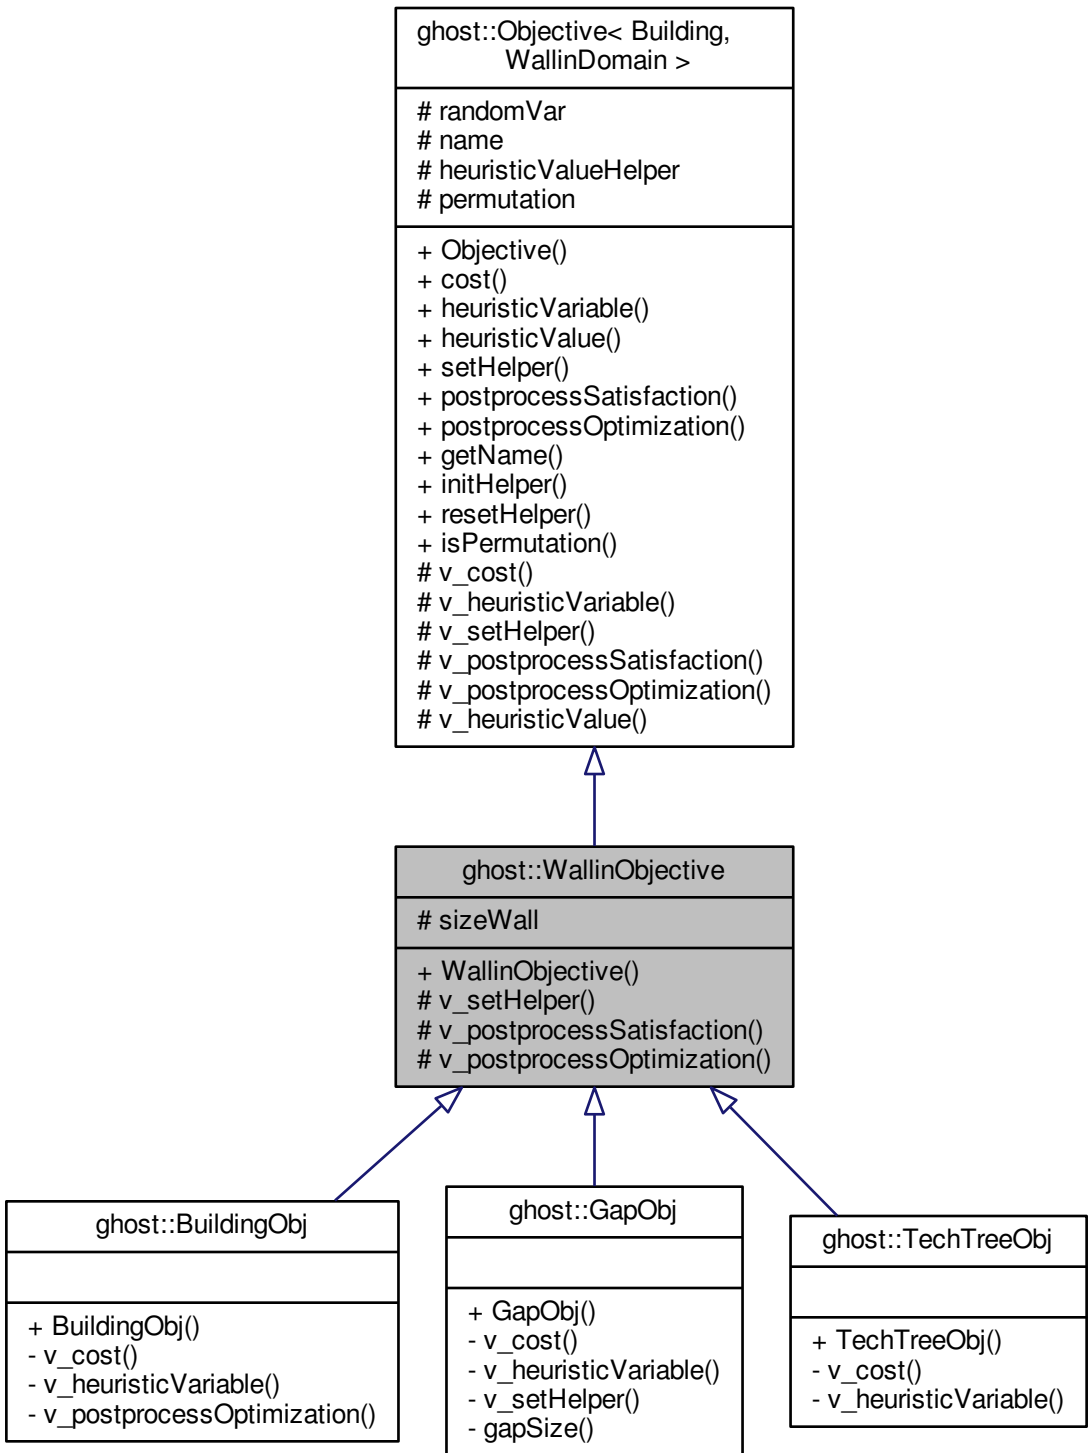 ghost::Objective< Building,
WallinDomain >
# randomVar
# name
# heuristicValueHelper
# permutation
+ Objective()
+ cost()
+ heuristicVariable()
+ heuristicValue()
+ setHelper()
+ postprocessSatisfaction()
+ postprocessOptimization()
+ getName()
+ initHelper()
+ resetHelper()
+ isPermutation()
# v_cost()
# v_heuristicVariable()
# v_setHelper()
# v_postprocessSatisfaction()
# v_postprocessOptimization()
# v_heuristicValue()
ghost::WallinObjective
# sizeWall
+ WallinObjective()
# v_setHelper()
# v_postprocessSatisfaction()
# v_postprocessOptimization()
ghost::BuildingObj
+ BuildingObj()
- v_cost()
- v_heuristicVariable()
- v_postprocessOptimization()
ghost::GapObj
+ GapObj()
- v_cost()
- v_heuristicVariable()
- v_setHelper()
- gapSize()
ghost::TechTreeObj
+ TechTreeObj()
- v_cost()
- v_heuristicVariable()